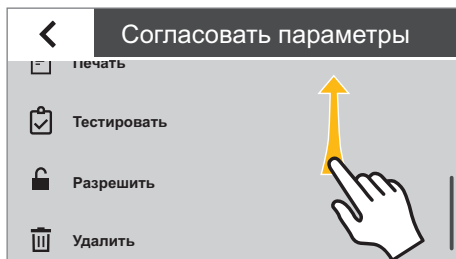 Согласовать параметры
Печать
Тестировать
Разрешить
Удалить